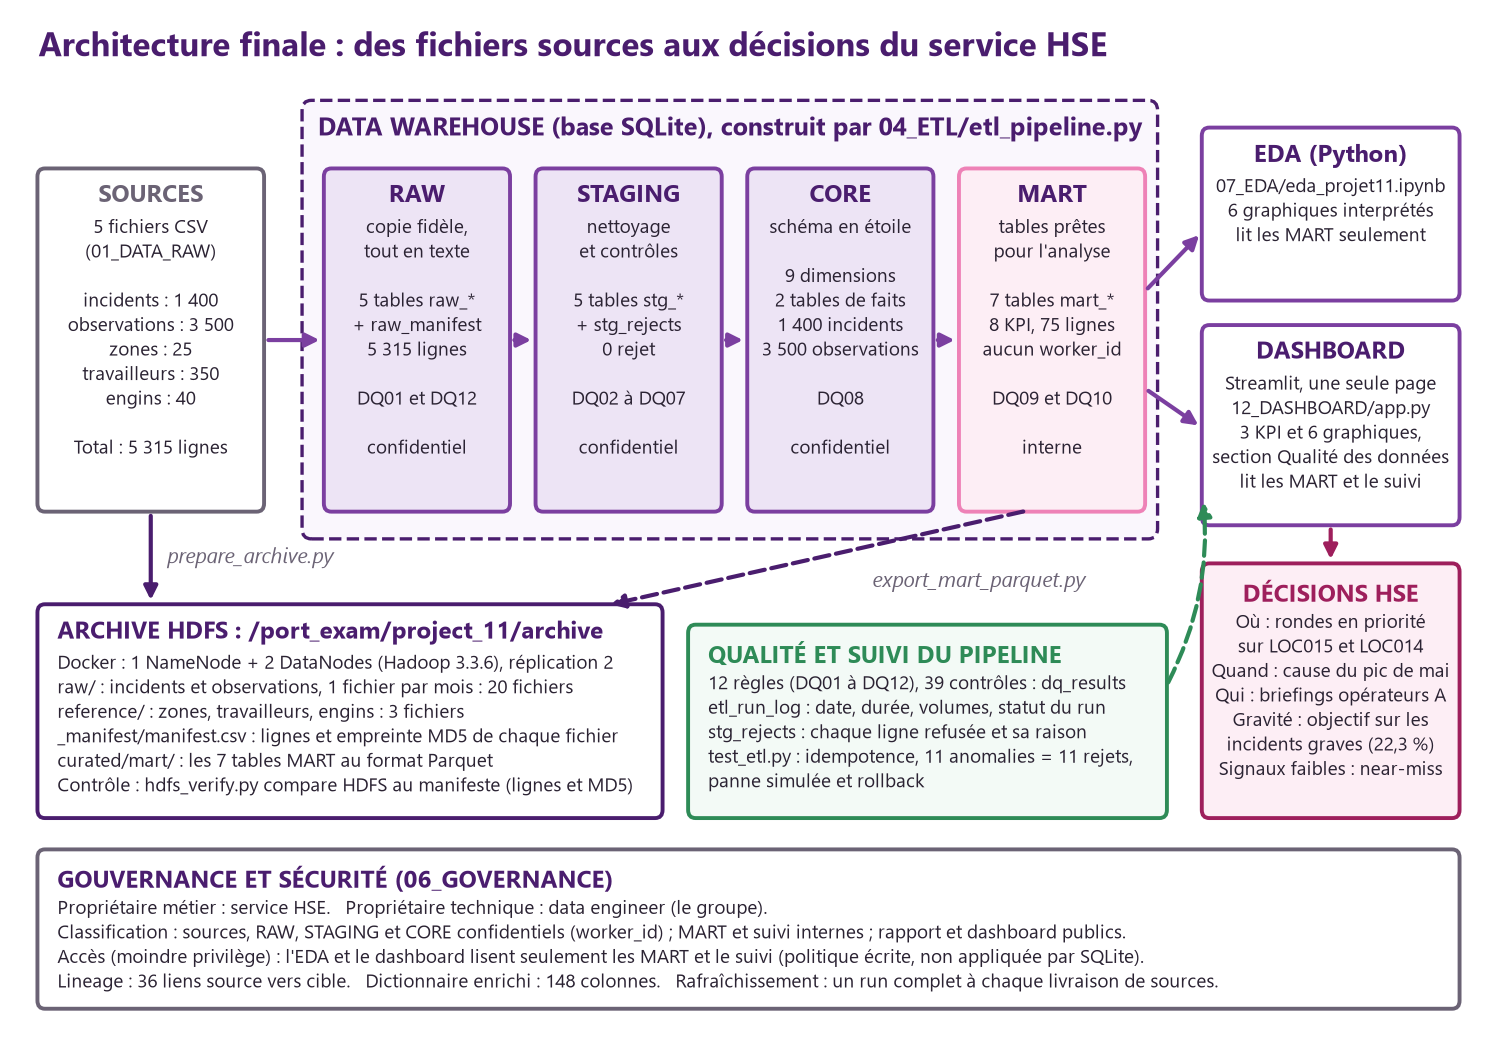 Architecture finale : des fichiers sources aux décisions du service HSE
DATA WAREHOUSE (base SQLite), construit par 04_ETL/etl_pipeline.py
SOURCES
5 fichiers CSV
(01_DATA_RAW)
incidents : 1 400
observations : 3 500
zones : 25
travailleurs : 350
engins : 40
Total : 5 315 lignes
RAW
copie fidèle,
tout en texte
5 tables raw_*
+ raw_manifest
5 315 lignes
DQ01 et DQ12
confidentiel
STAGING
nettoyage
et contrôles
5 tables stg_*
+ stg_rejects
0 rejet
DQ02 à DQ07
confidentiel
CORE
schéma en étoile
9 dimensions
2 tables de faits
1 400 incidents
3 500 observations
DQ08
confidentiel
MART
tables prêtes
pour l'analyse
7 tables mart_*
8 KPI, 75 lignes
aucun worker_id
DQ09 et DQ10
interne
EDA (Python)
07_EDA/eda_projet11.ipynb
6 graphiques interprétés
lit les MART seulement
DASHBOARD
Streamlit, une seule page
12_DASHBOARD/app.py
3 KPI et 6 graphiques,
section Qualité des données
lit les MART et le suivi
prepare_archive.py
export_mart_parquet.py
ARCHIVE HDFS : /port_exam/project_11/archive
Docker : 1 NameNode + 2 DataNodes (Hadoop 3.3.6), réplication 2
raw/ : incidents et observations, 1 fichier par mois : 20 fichiers
reference/ : zones, travailleurs, engins : 3 fichiers
_manifest/manifest.csv : lignes et empreinte MD5 de chaque fichier
curated/mart/ : les 7 tables MART au format Parquet
Contrôle : hdfs_verify.py compare HDFS au manifeste (lignes et MD5)
QUALITÉ ET SUIVI DU PIPELINE
12 règles (DQ01 à DQ12), 39 contrôles : dq_results
etl_run_log : date, durée, volumes, statut du run
stg_rejects : chaque ligne refusée et sa raison
test_etl.py : idempotence, 11 anomalies = 11 rejets,
panne simulée et rollback
DÉCISIONS HSE
Où : rondes en priorité
sur LOC015 et LOC014
Quand : cause du pic de mai
Qui : briefings opérateurs A
Gravité : objectif sur les
incidents graves (22,3 %)
Signaux faibles : near-miss
GOUVERNANCE ET SÉCURITÉ (06_GOVERNANCE)
Propriétaire métier : service HSE. Propriétaire technique : data engineer (le groupe).
Classification : sources, RAW, STAGING et CORE confidentiels (worker_id) ; MART et suivi internes ; rapport et dashboard publics.
Accès (moindre privilège) : l'EDA et le dashboard lisent seulement les MART et le suivi (politique écrite, non appliquée par SQLite).
Lineage : 36 liens source vers cible. Dictionnaire enrichi : 148 colonnes. Rafraîchissement : un run complet à chaque livraison de sources.